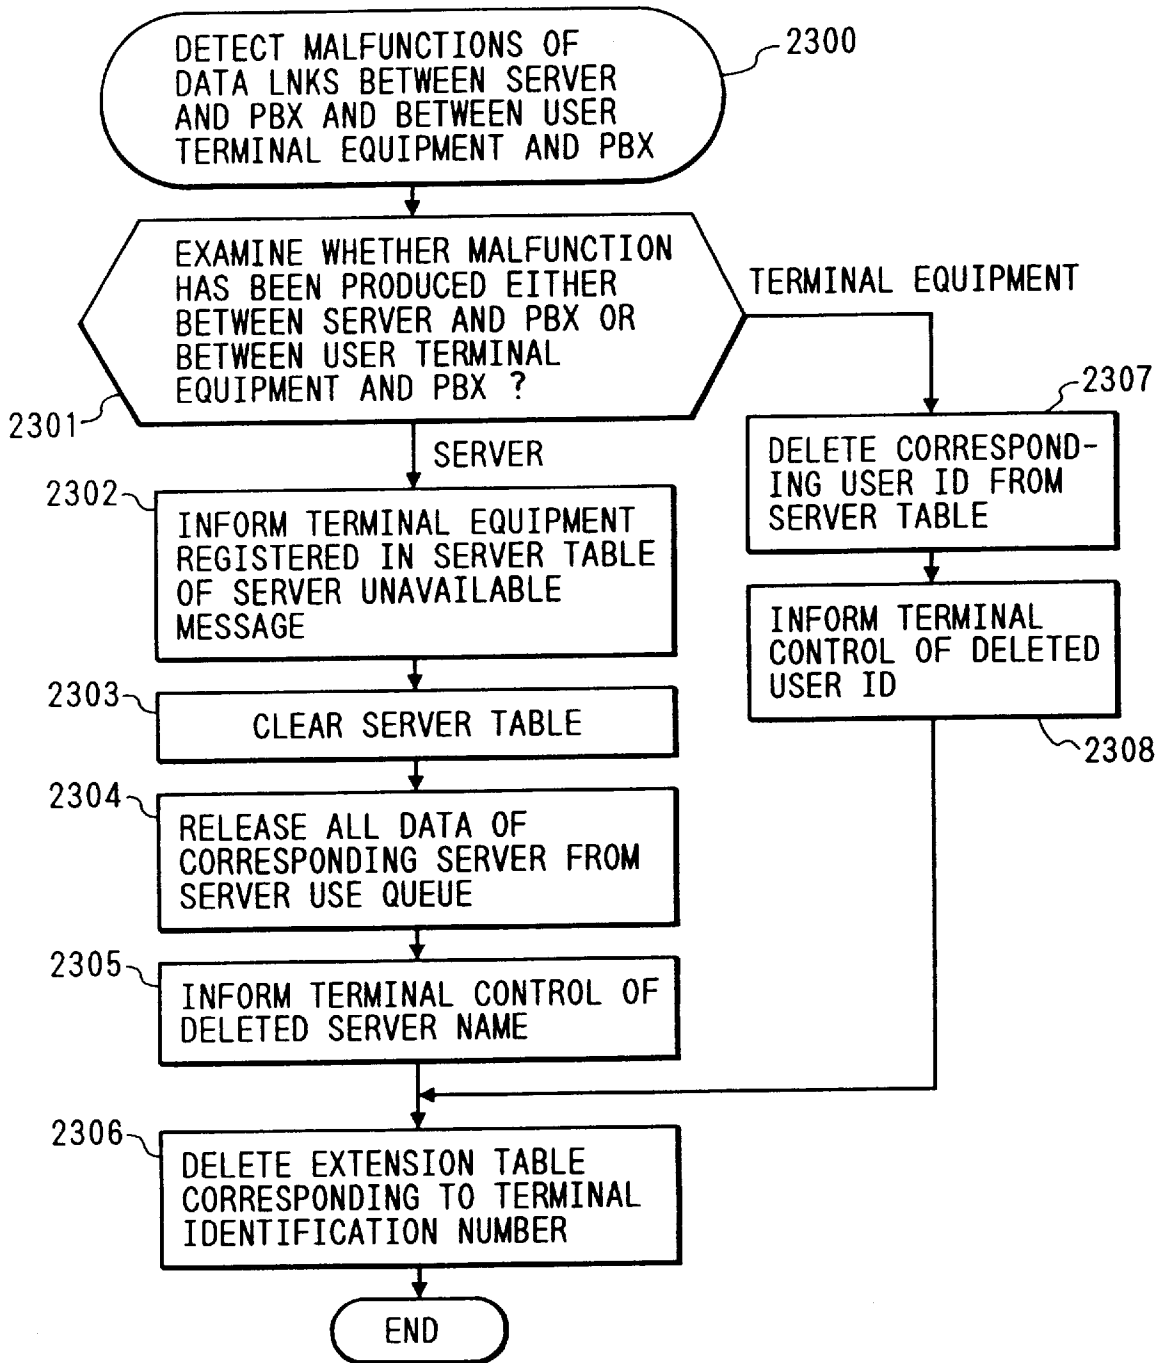 DETECT MALFUNCTIONS OF
DATA LNKS BETWEEN SERVER
AND PBX AND BETWEEN USER
TERMINAL EQUIPMENT AND PBX
2300
EXAMINE WHETHER MALFUNCTION
HAS BEEN PRODUCED EITHER
BETWEEN SERVER AND PBX OR
BETWEEN USER TERMINAL
EQUIPMENT AND PBX ?
2301
TERMINAL EQUIPMENT
SERVER
2302
INFORM TERMINAL EQUIPMENT
REGISTERED IN SERVER TABLE
OF SERVER UNAVAILABLE
MESSAGE
2303
CLEAR SERVER TABLE
2304
RELEASE ALL DATA OF
CORRESPONDING SERVER FROM
SERVER USE QUEUE
2305
INFORM TERMINAL CONTROL OF
DELETED SERVER NAME
2307
DELETE CORRESPOND-
ING USER ID FROM
SERVER TABLE
INFORM TERMINAL
CONTROL OF DELETED
USER ID
2308
2306
DELETE EXTENSION TABLE
CORRESPONDING TO TERMINAL
IDENTIFICATION NUMBER
END